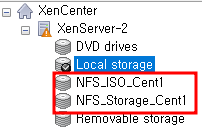 XenCenter
XenServer-2
DVD drives
Local storage
NFS_ISO_Cent1
NFS_Storage_Cent1
Removable storage